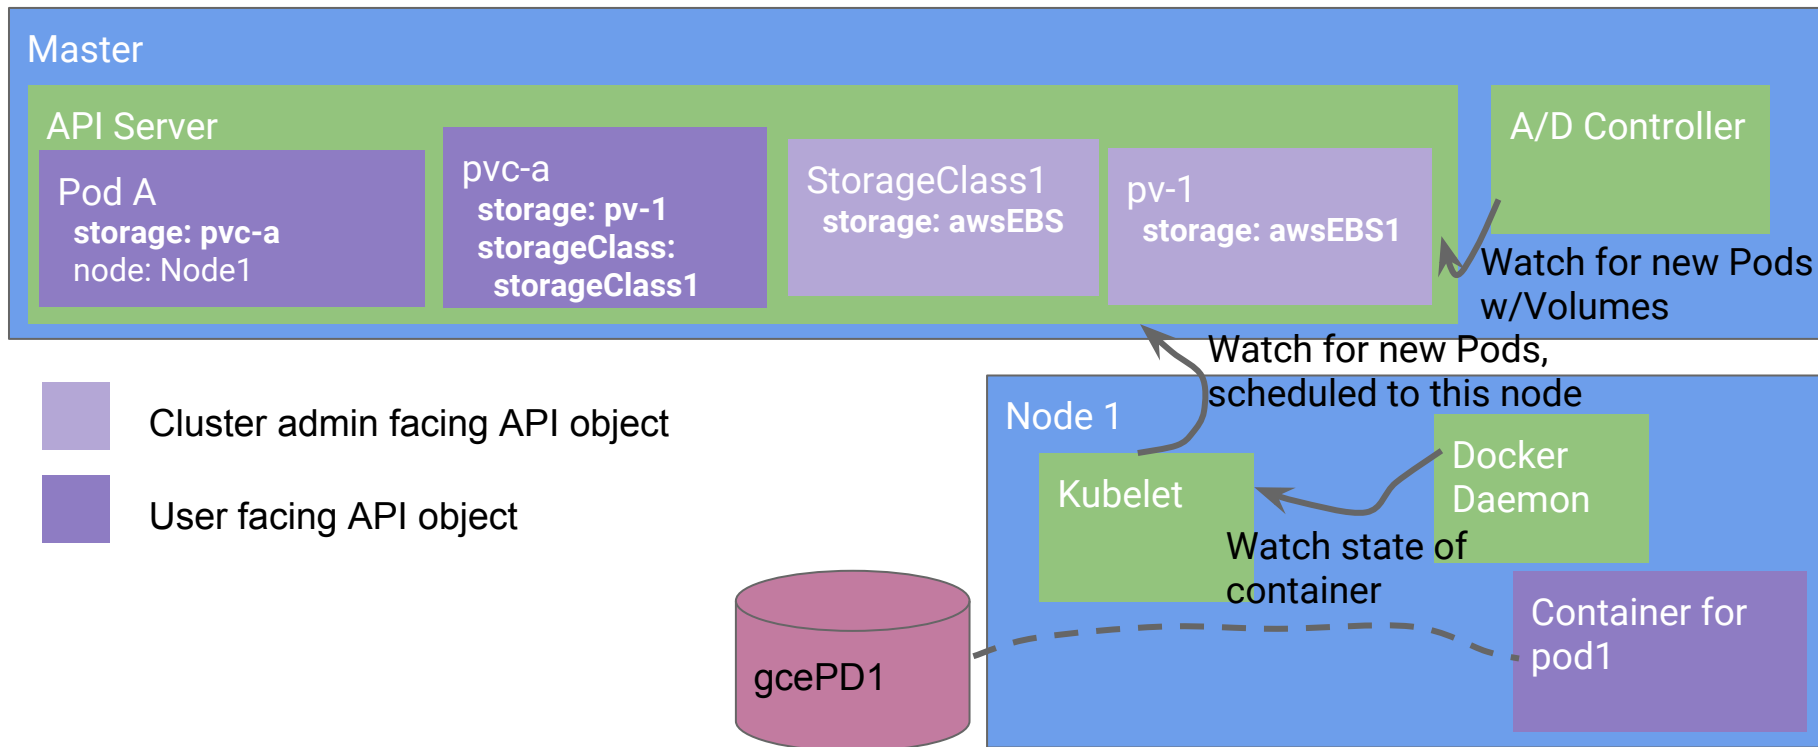 Master
API Server
Pod A
storage: pvc-a
node: Node1
pvc-a
storage: pv-1
storageClass:
storageClass1
StorageClass1
storage: awsEBS
pv-1
storage: awsEBS1
A/D Controller
Watch for new Pods
w/Volumes
Watch for new Pods,
scheduled to this node
Cluster admin facing API object
User facing API object
Node 1
Kubelet
Docker
Daemon
Watch state of
container
Container for
pod1
gcePD1